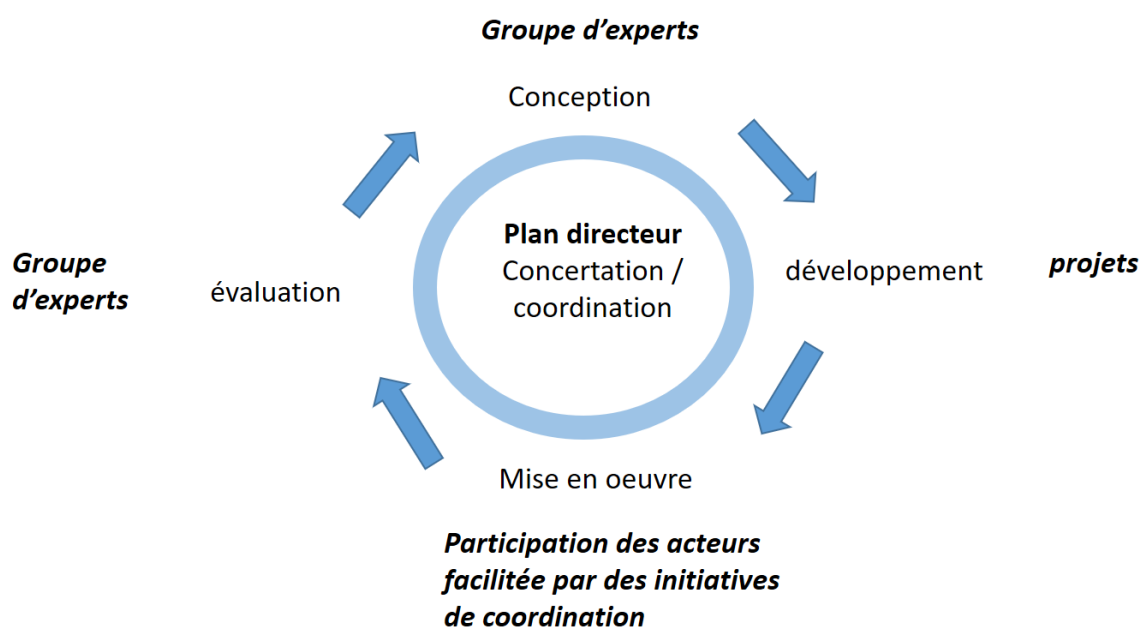 Groupe d'experts
Conception
Plan directeur
Concertation /
coordination
développement
projets
Groupe
d'experts
évaluation
Mise en oeuvre
Participation des acteurs
facilitée par des initiatives
de coordination